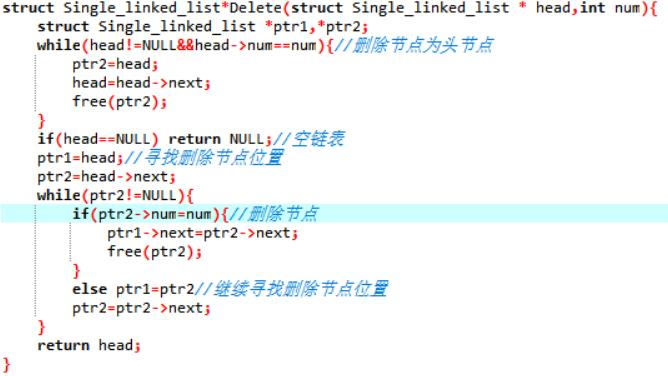 struct Single_linked_list*Delete(struct Single_linked_list * head,int num){
    struct Single_linked_list *ptr1,*ptr2;
    while(head!=NULL&&head->num==num){//删除节点为头节点
        ptr2=head;
        head=head->next;
        free(ptr2);
    }
    if(head==NULL) return NULL;//空链表
    ptr1=head;//寻找删除节点位置
    ptr2=head->next;
    while(ptr2!=NULL){
        if(ptr2->num=num){//删除节点
            ptr1->next=ptr2->next;
            free(ptr2);
        }
        else ptr1=ptr2//继续寻找删除节点位置
        ptr2=ptr2->next;
    }
    return head;
}